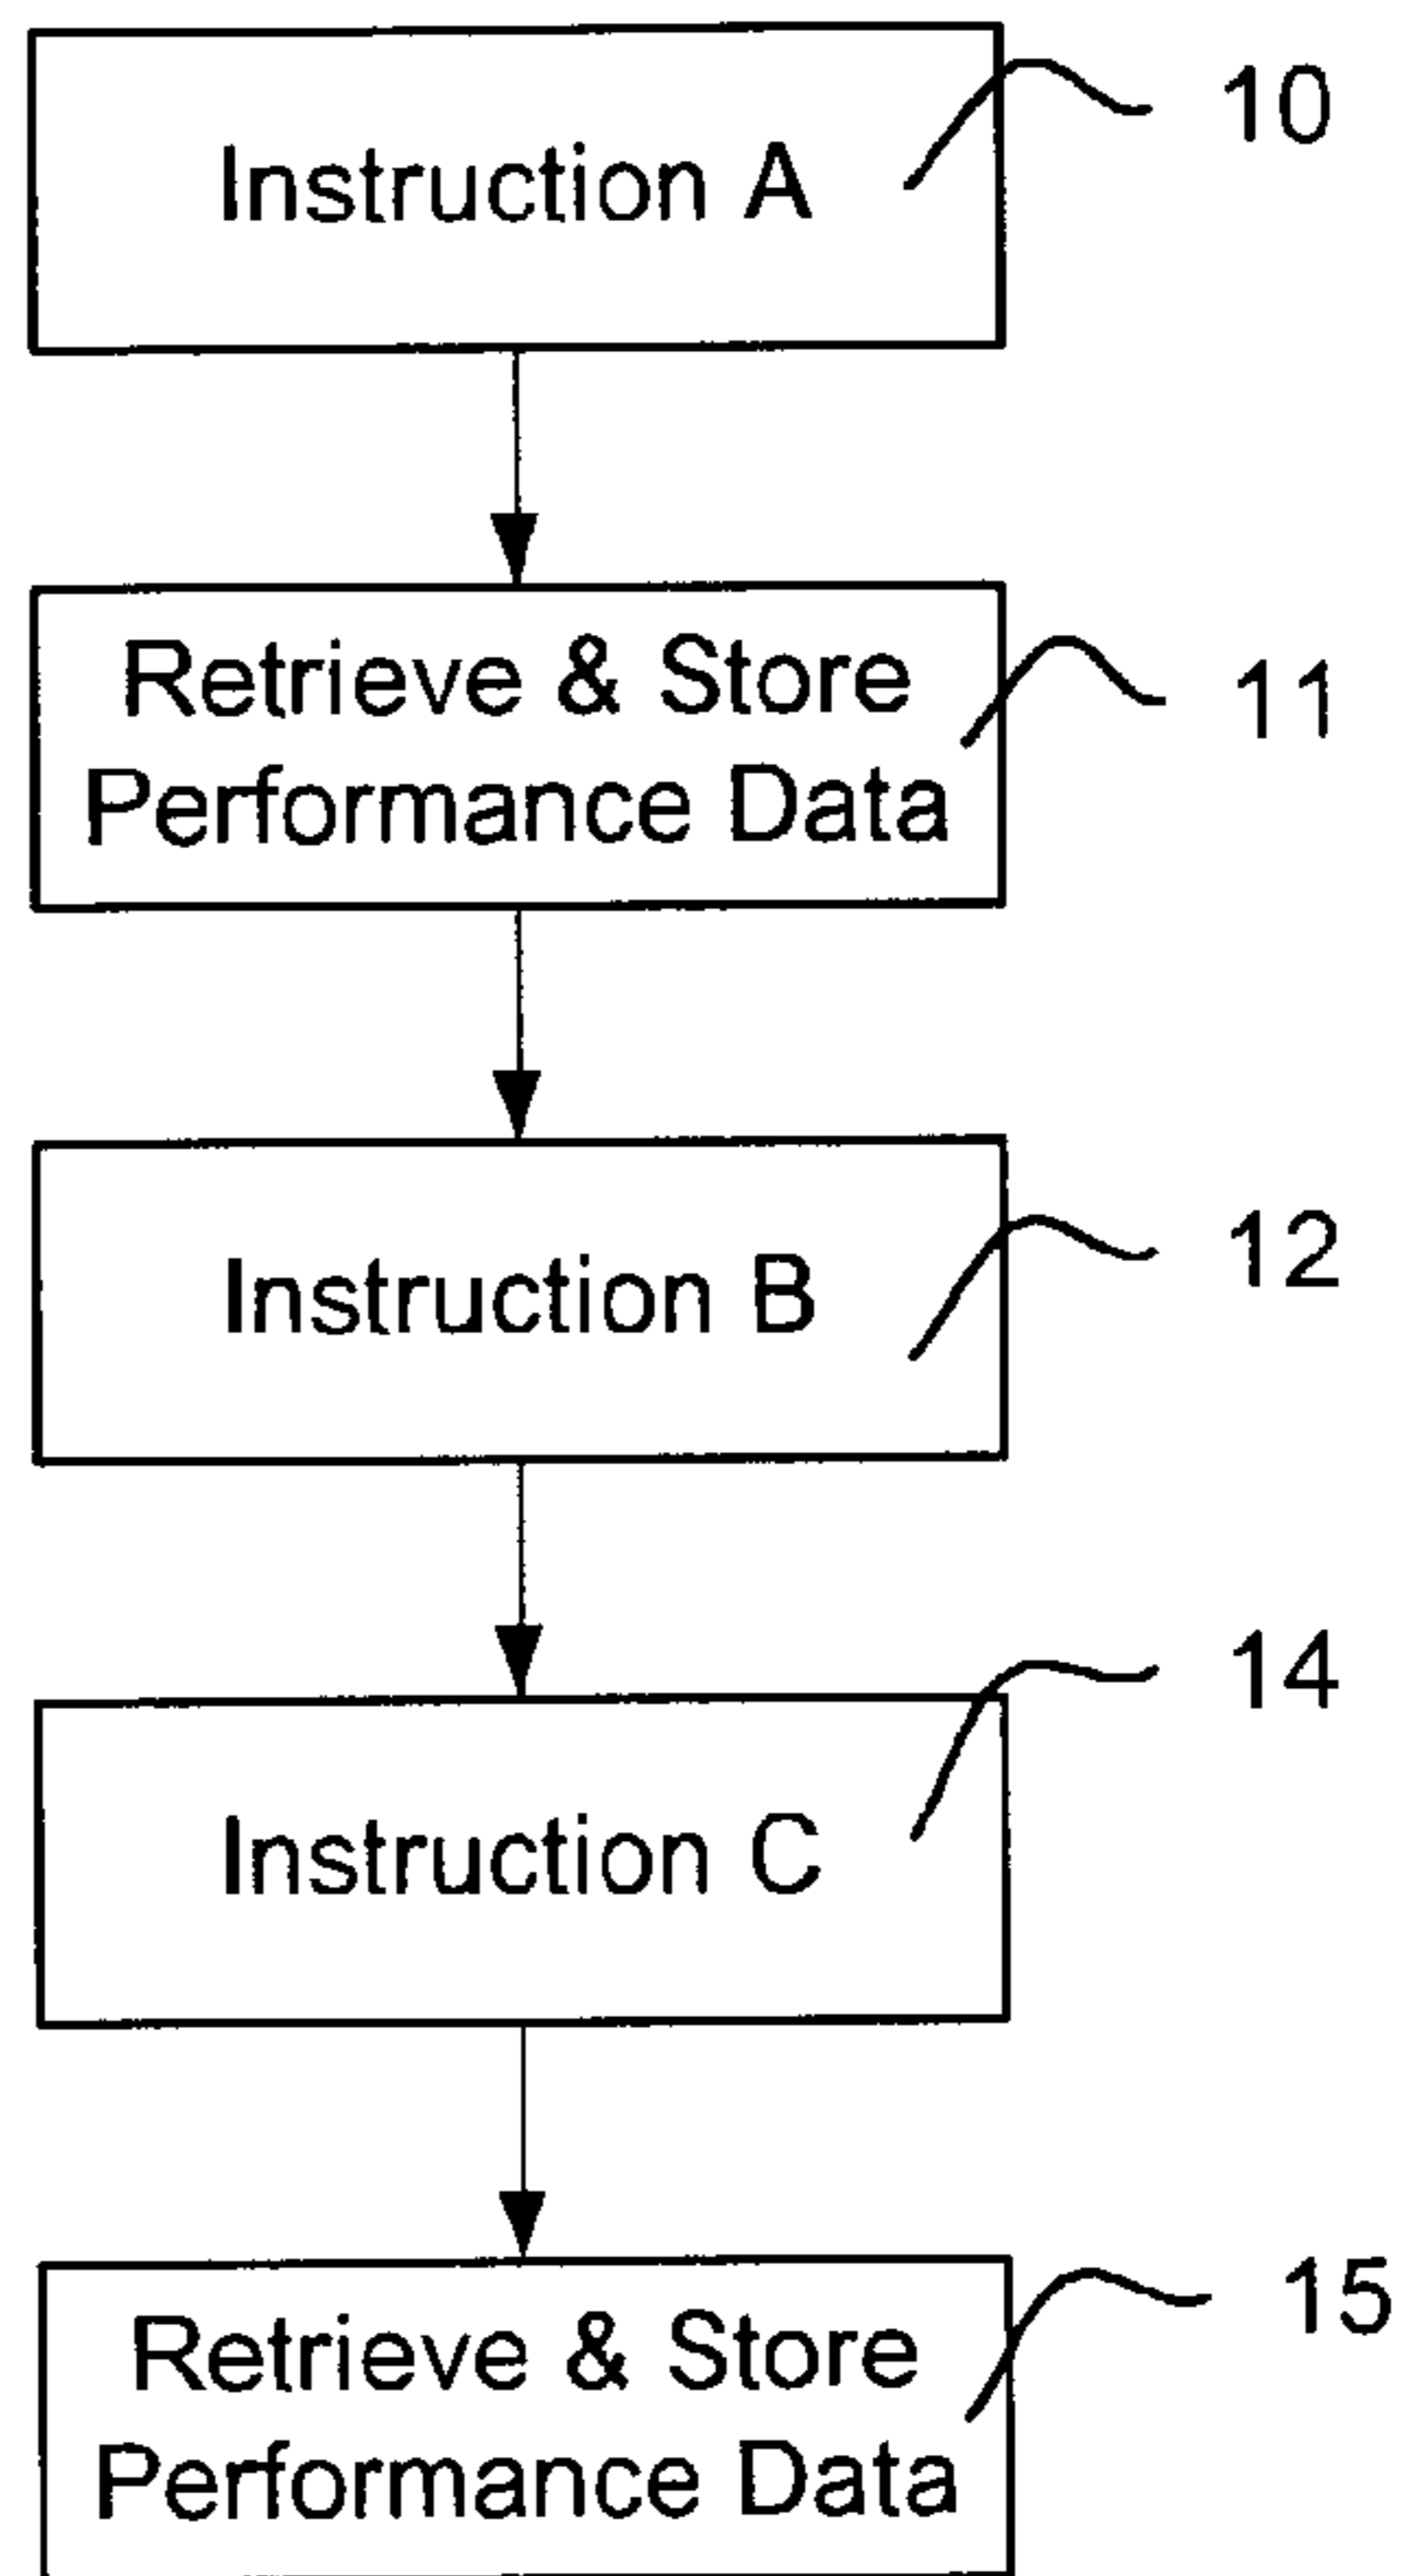 Instruction A
10
Retrieve & Store
Performance Data
11
Instruction B
12
Instruction C
14
Retrieve & Store
Performance Data
15